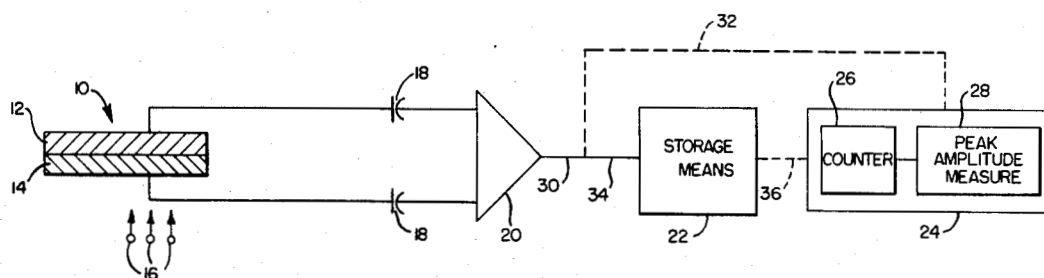 32
10
18
26
28
12
14
30
34
STORAGE
MEANS
36
COUNTER
PEAK
AMPLITUDE
MEASURE
16
18
20
22
24